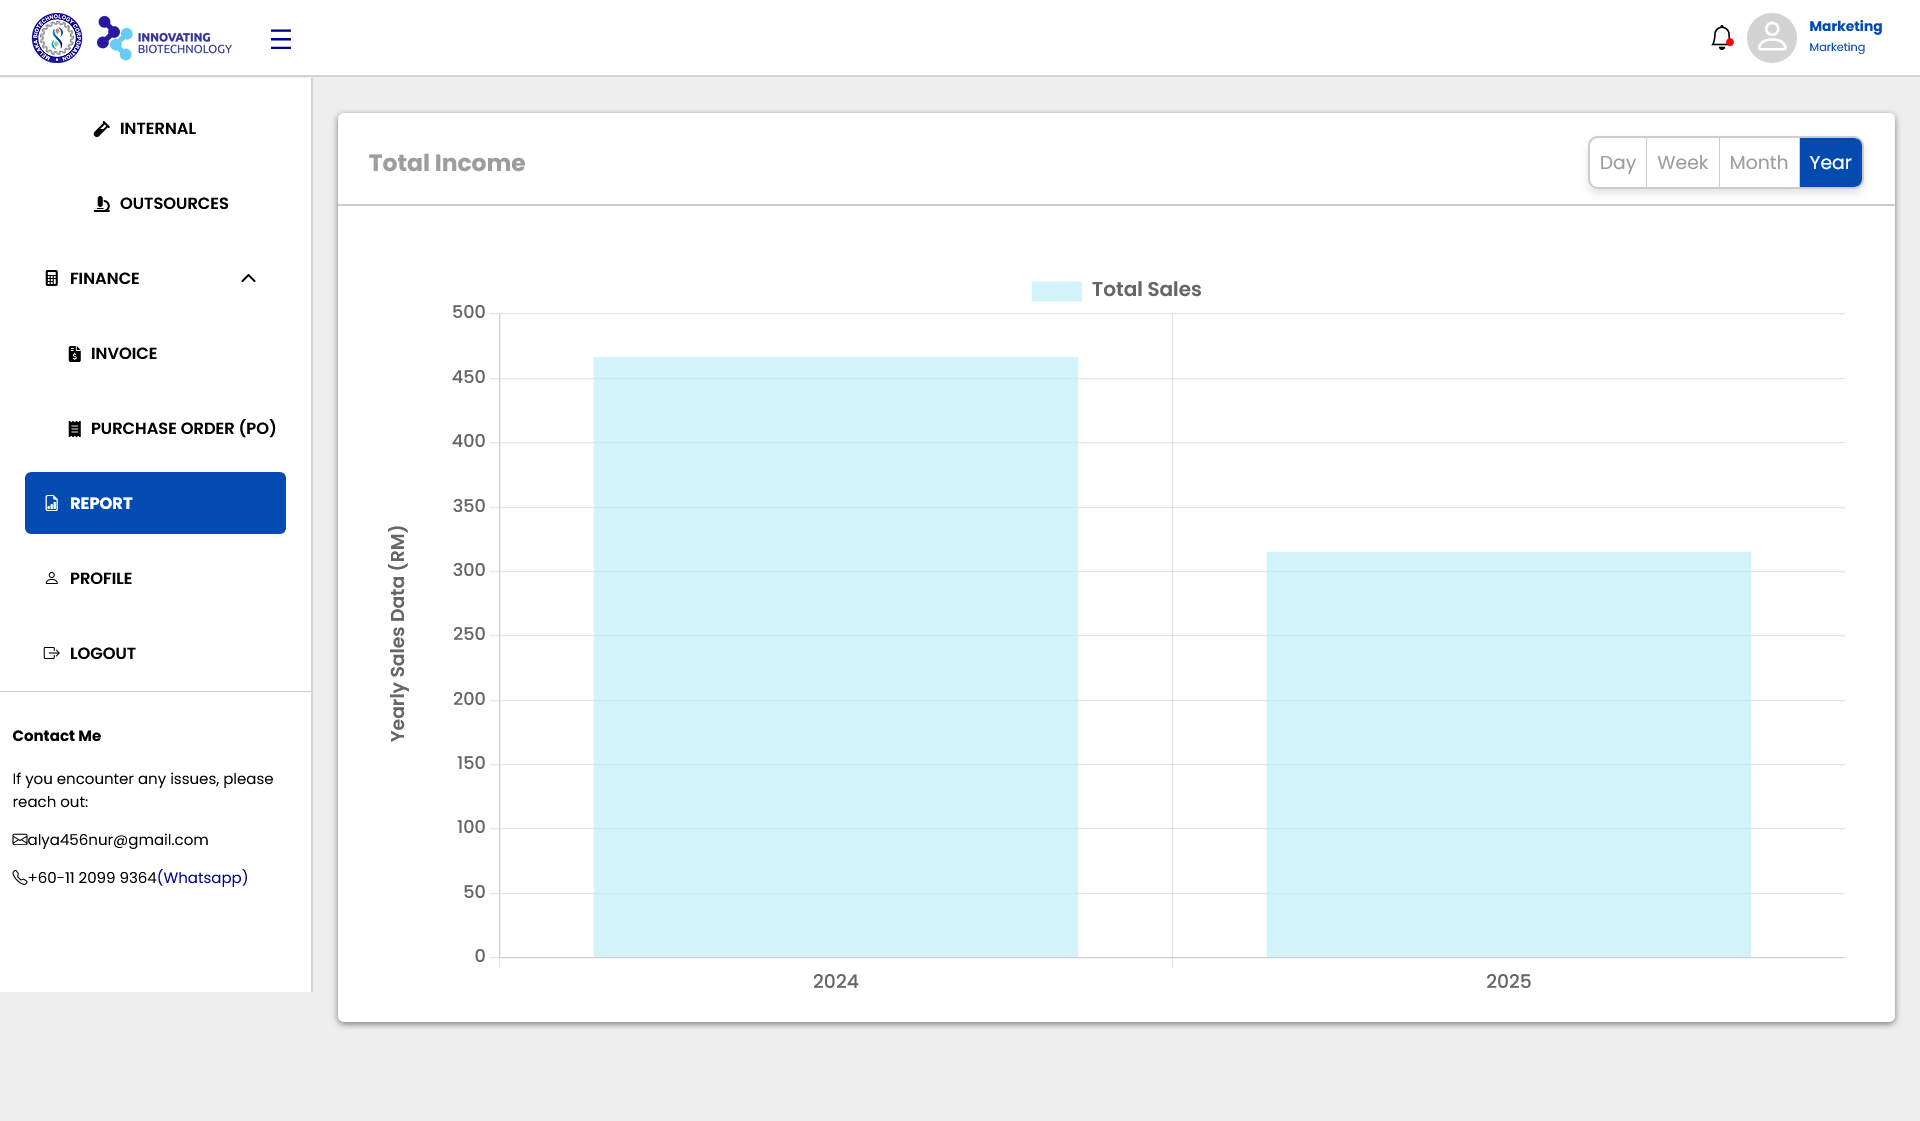 MELAKA BIOTECHNOLOGY CORPORATION
INNOVATING
BIOTECHNOLOGY
Marketing
Marketing
INTERNAL
OUTSOURCES
FINANCE
INVOICE
PURCHASE ORDER (PO)
REPORT
PROFILE
LOGOUT
Contact Me
If you encounter any issues, please
reach out:
alya456nur@gmail.com
+60-11 2099 9364(Whatsapp)
Total Income
Day Week Month Year
Total Sales
Yearly Sales Data (RM)
500
450
400
350
300
250
200
150
100
50
0
2024 2025